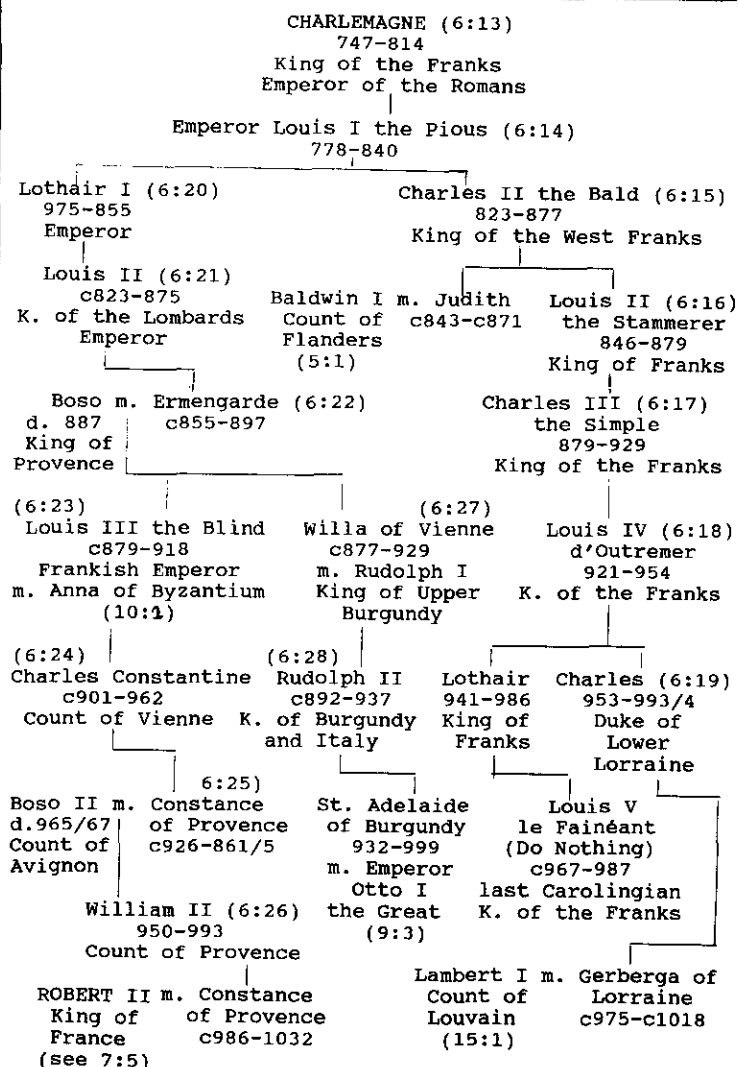 CHARLEMAGNE (6:13)
747-814
King of the Franks
Emperor of the Romans
Emperor Louis I the Pious (6:14)
778-840
Lothair I (6:20) Charles II the Bald (6:15)
975-855 823-877
Emperor King of the West Franks
Louis II (6:21)
c823-875 Baldwin I m. Judith Louis II (6:16)
K. of the Lombards Count of c843-c871 the Stammerer
Emperor Flanders 846-879
(5:1) King of Franks
Boso m. Ermengarde (6:22) Charles III (6:17)
d. 887 c855-897 the Simple
King of 879-929
Provence King of the Franks
(6:23) (6:27)
Louis III the Blind Willa of Vienne Louis IV (6:18)
c879-918 c877-929 d'Outremer
Frankish Emperor m. Rudolph I 921-954
m. Anna of Byzantium King of Upper K. of the Franks
(10:1) Burgundy
(6:24) (6:28)
Charles Constantine Rudolph II Lothair Charles (6:19)
c901-962 c892-937 941-986 953-993/4
Count of Vienne K. of Burgundy King of Duke of
and Italy Franks Lower
Lorraine
6:25)
Boso II m. Constance St. Adelaide Louis V
d.965/67 of Provence of Burgundy le Fainéant
Count of c926-861/5 932-999 (Do Nothing)
Avignon m. Emperor c967-987
Otto I last Carolingian
William II (6:26) the Great K. of the Franks
950-993 (9:3)
Count of Provence
Lambert I m. Gerberga of
ROBERT II m. Constance Count of Lorraine
King of of Provence Louvain c975-c1018
France c986-1032 (15:1)
(see 7:5)